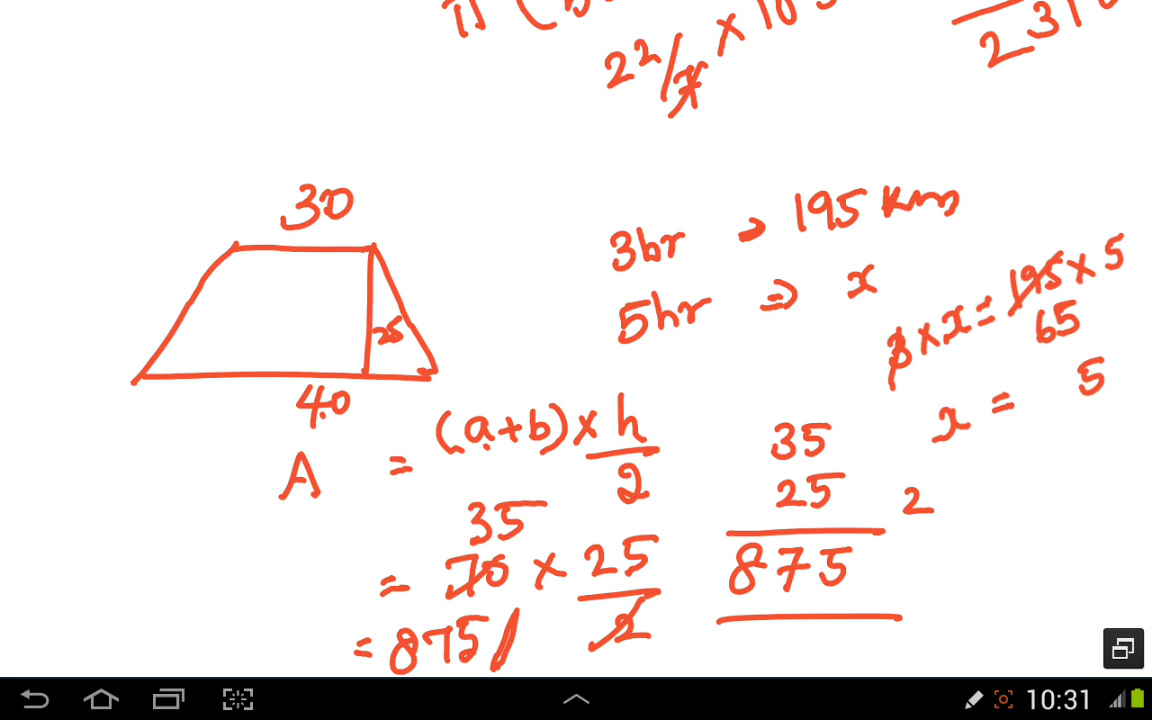 22/7 × 10
231
30
25
40
A = (a+b) × h/2
= 70 × 25/2
35
= 875/
35
25 2
875
3hr ⇒ 195 km
5hr ⇒ x
3 × x = 195 × 5
65
x = 5
10:31